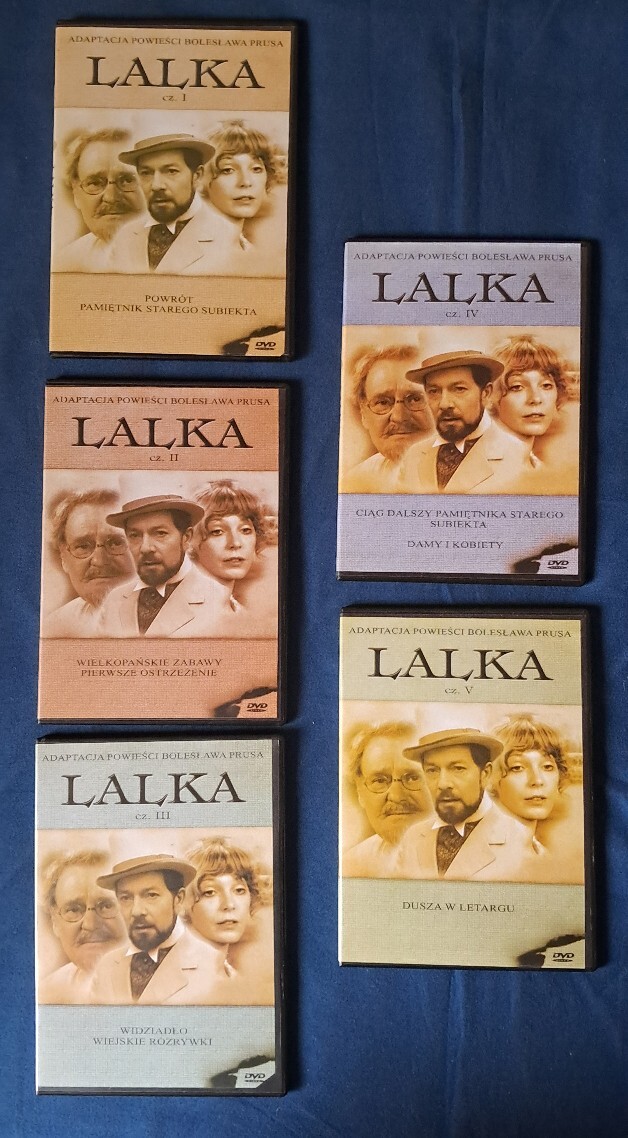 ADAPTACJA POWIEŚCI BOLESŁAWA PRUSA
LALKA
cz. I
POWRÓT
PAMIĘTNIK STAREGO SUBIEKTA
DVD
ADAPTACJA POWIEŚCI BOLESŁAWA PRUSA
LALKA
cz. II
WIELKOPAŃSKIE ZABAWY
PIERWSZE OSTRZEŻENIE
DVD
ADAPTACJA POWIEŚCI BOLESŁAWA PRUSA
LALKA
cz. III
WIDZIADŁO
WIEJSKIE ROZRYWKI
DVD
ADAPTACJA POWIEŚCI BOLESŁAWA PRUSA
LALKA
cz. IV
CIĄG DALSZY PAMIĘTNIKA STAREGO
SUBIEKTA
DAMY I KOBIETY
DVD
ADAPTACJA POWIEŚCI BOLESŁAWA PRUSA
LALKA
cz. V
DUSZA W LETARGU
DVD